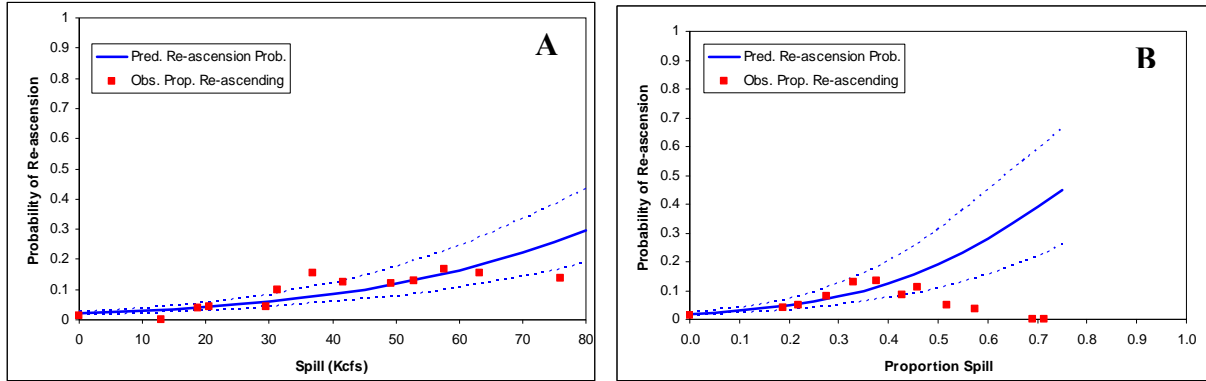 A
Pred. Re-ascension Prob.
Obs. Prop. Re-ascending
Probability of Re-ascension
1
0.9
0.8
0.7
0.6
0.5
0.4
0.3
0.2
0.1
0
0 10 20 30 40 50 60 70 80
Spill (Kcfs)
B
Pred. Re-ascension Prob.
Obs. Prop. Re-ascending
Probability of Re-ascension
1
0.9
0.8
0.7
0.6
0.5
0.4
0.3
0.2
0.1
0
0.0 0.1 0.2 0.3 0.4 0.5 0.6 0.7 0.8 0.9 1.0
Proportion Spill